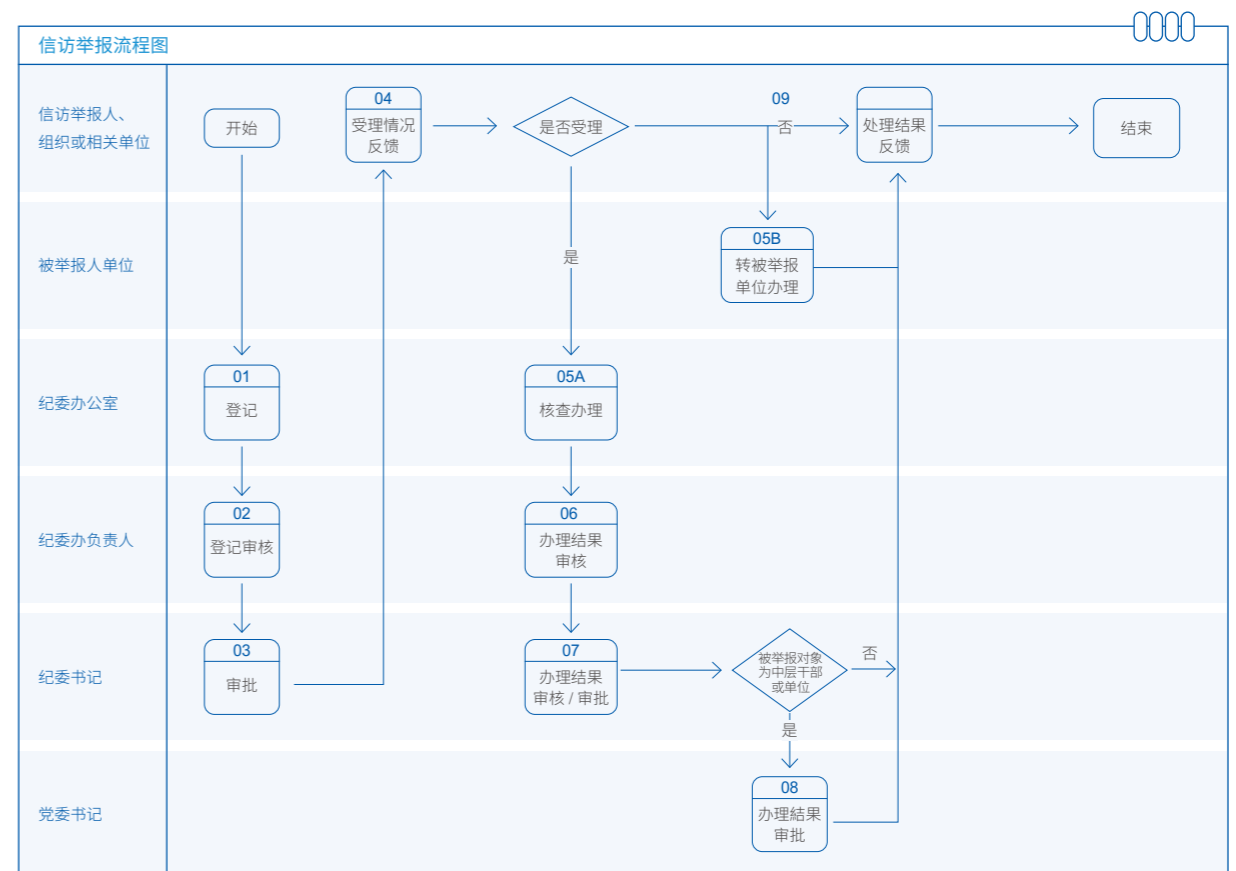 信访举报流程图
信访举报人、
组织或相关单位
开始
04
受理情况
反馈
是否受理
09
否
处理结果
反馈
结束
被举报人单位
是
05B
转被举报
单位办理
纪委办公室
01
登记
05A
核查办理
纪委办负责人
02
登记审核
06
办理结果
审核
纪委书记
03
审批
07
办理结果
审核 / 审批
被举报对象
为中层干部
或单位
否
是
党委书记
08
办理結果
审批